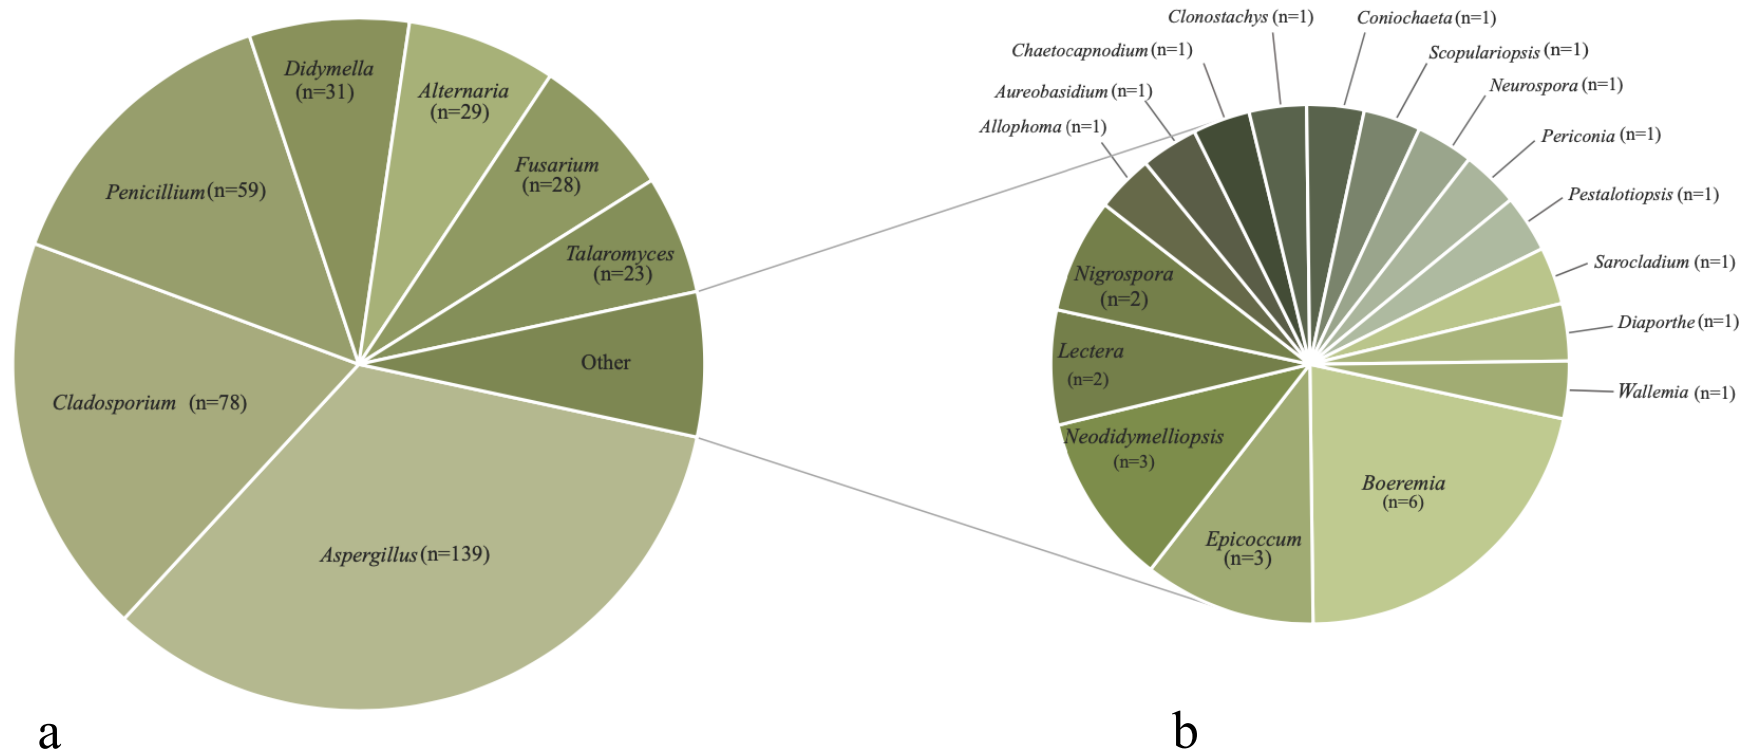 Didymella
(n=31)
Alternaria
(n=29)
Fusarium
(n=28)
Penicillium (n=59)
Talaromyces
(n=23)
Other
Cladosporium (n=78)
Aspergillus (n=139)
a
Clonostachys (n=1)
Coniochaeta (n=1)
Chaetocapnodium (n=1)
Scopulariopsis (n=1)
Aureobasidium (n=1)
Neurospora (n=1)
Allophoma (n=1)
Periconia (n=1)
Pestalotiopsis (n=1)
Sarocladium (n=1)
Nigrospora
(n=2)
Diaporthe (n=1)
Lectera
(n=2)
Wallemia (n=1)
Neodidymelliopsis
(n=3)
Boeremia
(n=6)
Epicoccum
(n=3)
b